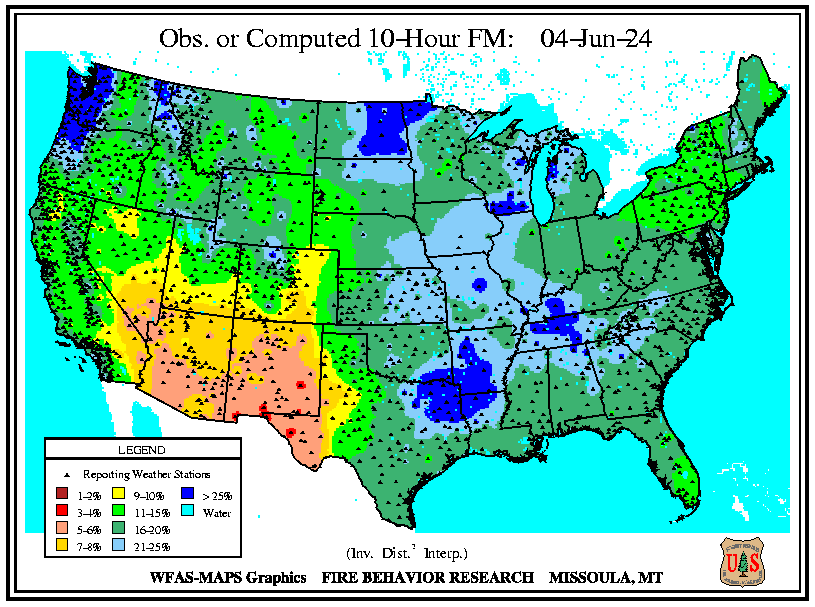 Obs. or Computed 10-Hour FM: 04-Jun-24
LEGEND
Reporting Weather Stations
1-2% 9-10% > 25%
3-4% 11-15% Water
5-6% 16-20%
7-8% 21-25%
(Inv. Dist.² Interp.)
WFAS-MAPS Graphics FIRE BEHAVIOR RESEARCH MISSOULA, MT
U S